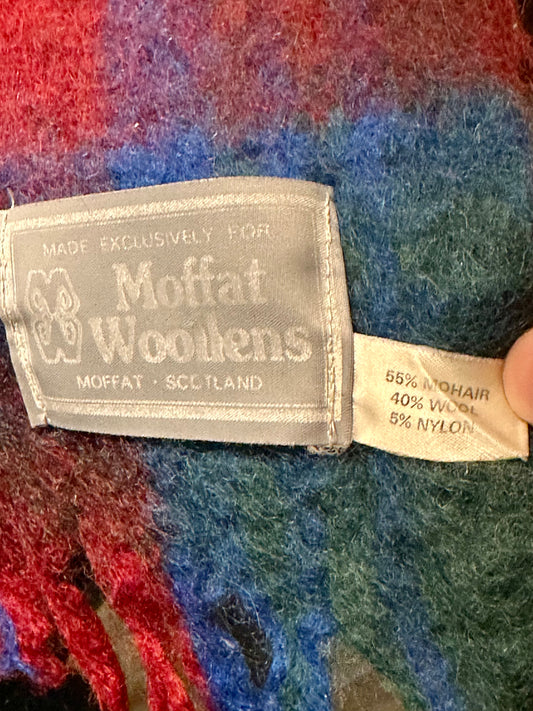 MADE EXCLUSIVELY FOR
Moffat
Woollens
MOFFAT · SCOTLAND
55% MOHAIR
40% WOOL
5% NYLON